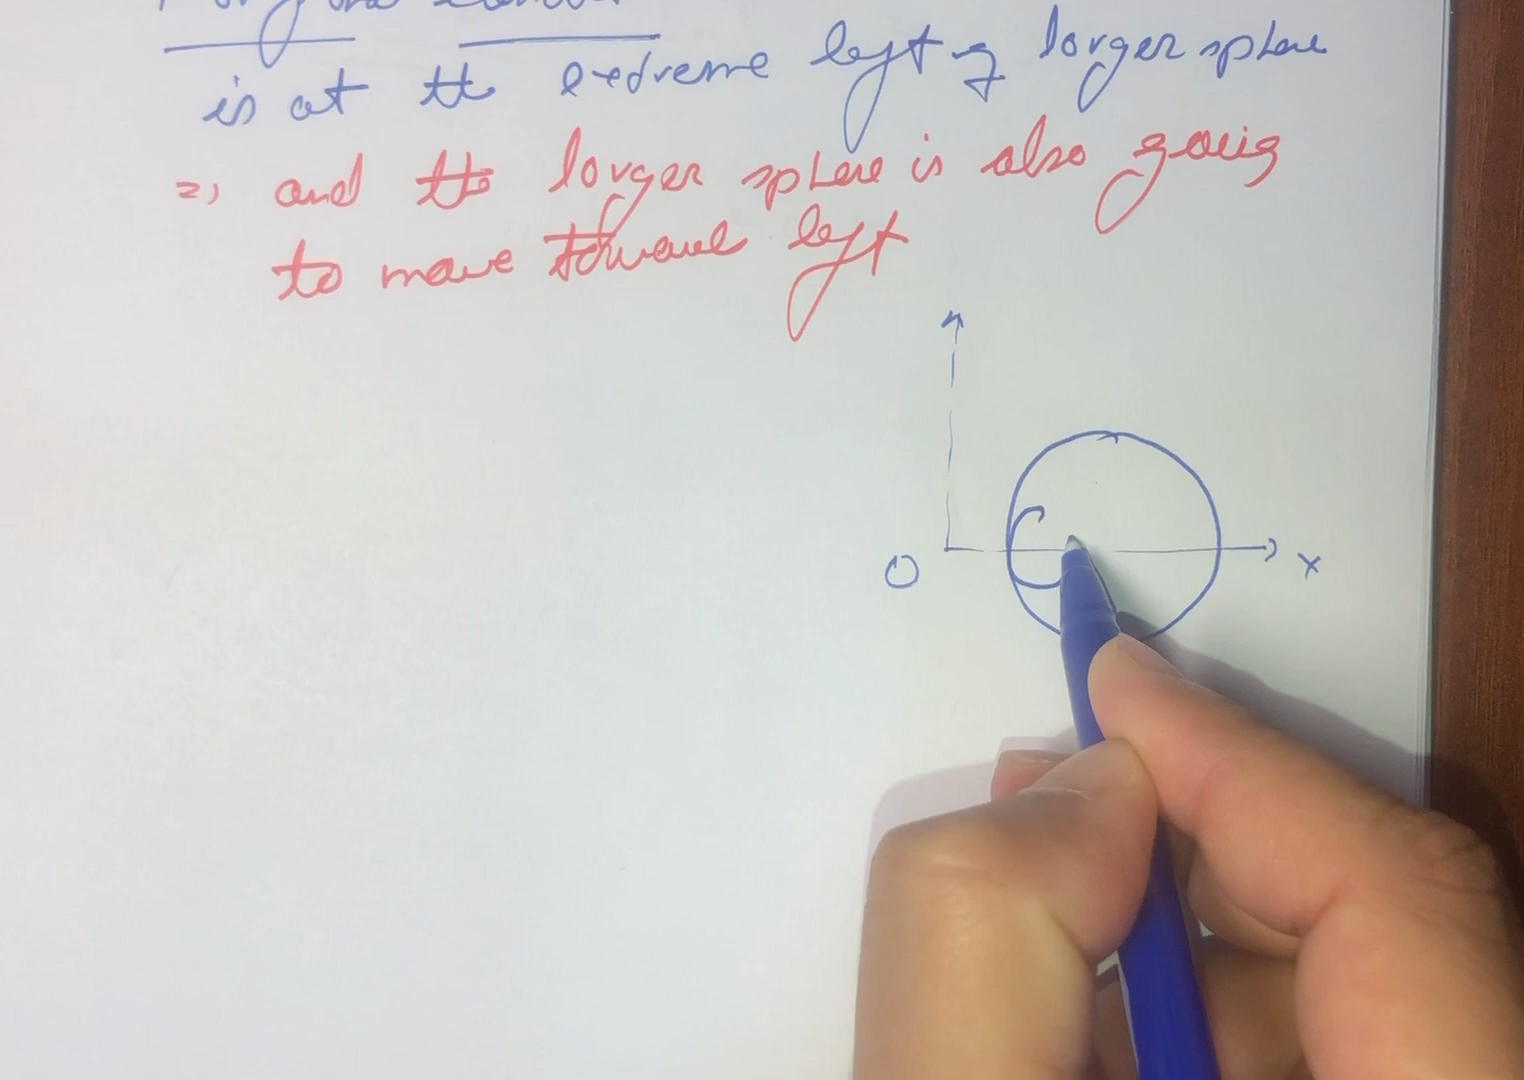 is at the extreme left of larger sphere
=> and the larger sphere is also going
to move toward left
O x